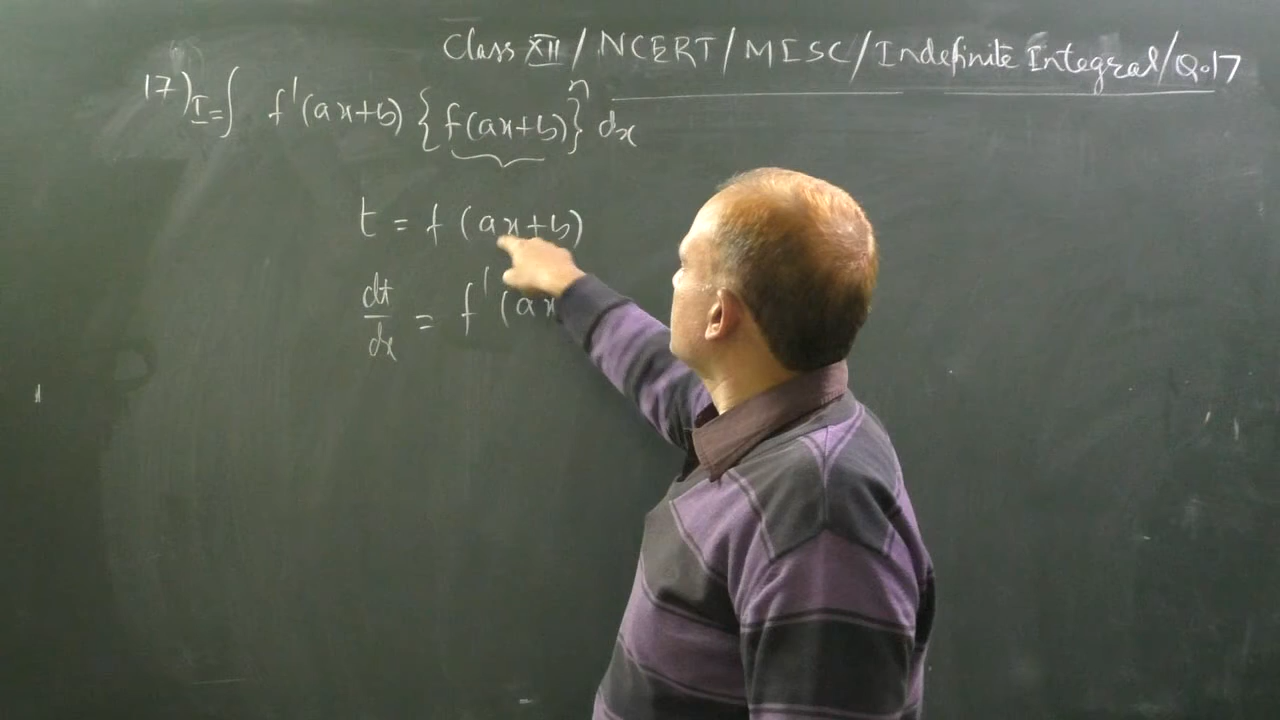 Class XII / NCERT / MISC / Indefinite Integral / Q.17
17) I = ∫ f'(ax+b) {f(ax+b)}ⁿ dx
t = f (ax+b)
dt/dx = f'(ax